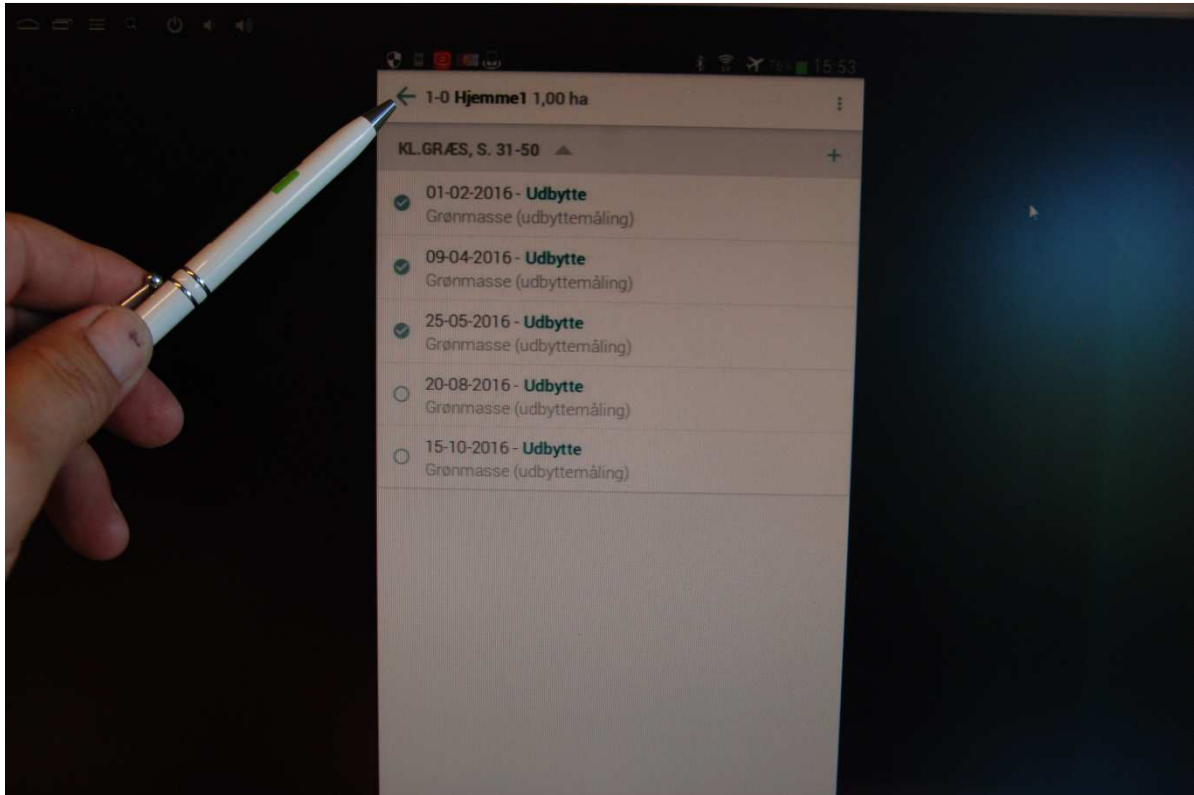 76% 15:53
1-0 Hjemme1 1,00 ha
KL.GRÆS, S. 31-50
+
01-02-2016 - Udbytte
Grønmasse (udbyttemåling)
09-04-2016 - Udbytte
Grønmasse (udbyttemåling)
25-05-2016 - Udbytte
Grønmasse (udbyttemåling)
20-08-2016 - Udbytte
Grønmasse (udbyttemåling)
15-10-2016 - Udbytte
Grønmasse (udbyttemåling)